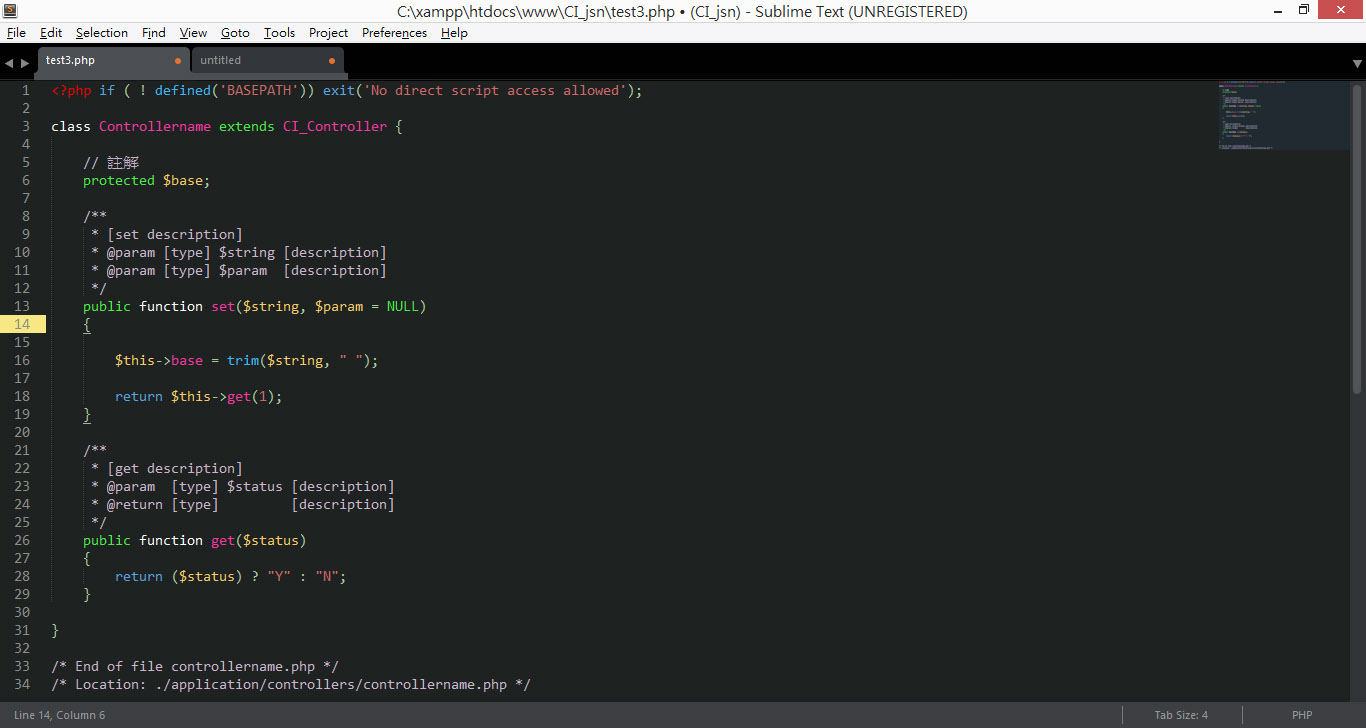 C:\xampp\htdocs\www\CI_jsn\test3.php • (CI_jsn) - Sublime Text (UNREGISTERED)
File Edit Selection Find View Goto Tools Project Preferences Help
test3.php untitled
1 <?php if ( ! defined('BASEPATH')) exit('No direct script access allowed');
2
3 class Controllername extends CI_Controller {
4
5     // 註解
6     protected $base;
7
8     /**
9      * [set description]
10      * @param [type] $string [description]
11      * @param [type] $param  [description]
12      */
13     public function set($string, $param = NULL)
14     {
15
16         $this->base = trim($string, " ");
17
18         return $this->get(1);
19     }
20
21     /**
22      * [get description]
23      * @param  [type] $status [description]
24      * @return [type]         [description]
25      */
26     public function get($status)
27     {
28         return ($status) ? "Y" : "N";
29     }
30
31 }
32
33 /* End of file controllername.php */
34 /* Location: ./application/controllers/controllername.php */
Line 14, Column 6 Tab Size: 4 PHP